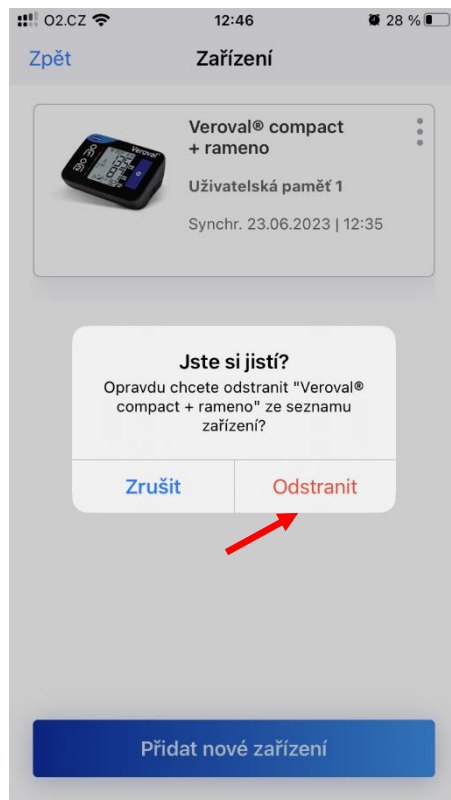 O2.CZ 12:46 28 %
Zpět Zařízení
Veroval® compact
+ rameno
Uživatelská paměť 1
Synchr. 23.06.2023 | 12:35
Veroval
Jste si jistí?
Opravdu chcete odstranit "Veroval®
compact + rameno" ze seznamu
zařízení?
Zrušit Odstranit
Přidat nové zařízení